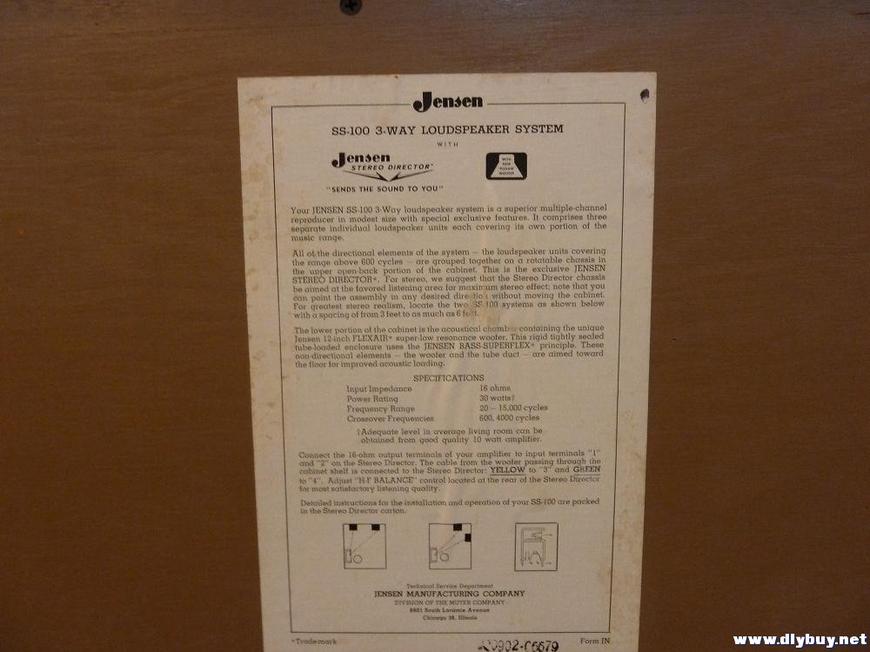 Jensen
SS-100 3-WAY LOUDSPEAKER SYSTEM
WITH
Jensen
STEREO DIRECTOR*
"SENDS THE SOUND TO YOU"
Your JENSEN SS-100 3-Way loudspeaker system is a superior multiple-channel
reproducer in modest size with special exclusive features. It comprises three
separate individual loudspeaker units each covering its own portion of the
music range.
All of the directional elements of the system — the loudspeaker units covering
the range above 600 cycles — are grouped together on a rotatable chassis in
the upper open-back portion of the cabinet. This is the exclusive JENSEN
STEREO DIRECTOR*. For stereo, we suggest that the Stereo Director chassis
be aimed at the favored listening area for maximum stereo effect; note that you
can point the assembly in any desired direction without moving the cabinet.
For greatest stereo realism, locate the two SS-100 systems as shown below
with a spacing of from 3 feet to as much as 6 feet.
The lower portion of the cabinet is the acoustical chamber containing the unique
Jensen 12-inch FLEXAIR* super-low resonance woofer. This rigid tightly sealed
tube-loaded enclosure uses the JENSEN BASS-SUPERFLEX* principle. These
non-directional elements — the woofer and the tube duct — are aimed toward
the floor for improved acoustic loading.
SPECIFICATIONS
Input Impedance 16 ohms
Power Rating 30 watts†
Frequency Range 20 — 15,000 cycles
Crossover Frequencies 600, 4000 cycles
†Adequate level in average living room can be
obtained from good quality 10 watt amplifier.
Connect the 16-ohm output terminals of your amplifier to input terminals "1"
and "2" on the Stereo Director. The cable from the woofer passing through the
cabinet shelf is connected to the Stereo Director: YELLOW to "3" and GREEN
to "4". Adjust "H-F BALANCE" control located at the rear of the Stereo Director
for most satisfactory listening quality.
Detailed instructions for the installation and operation of your SS-100 are packed
in the Stereo Director carton.
Technical Service Department
JENSEN MANUFACTURING COMPANY
DIVISION OF THE MUTER COMPANY
6601 South Laramie Avenue
Chicago 38, Illinois
*Trademark Form IN
www.dlybuy.net